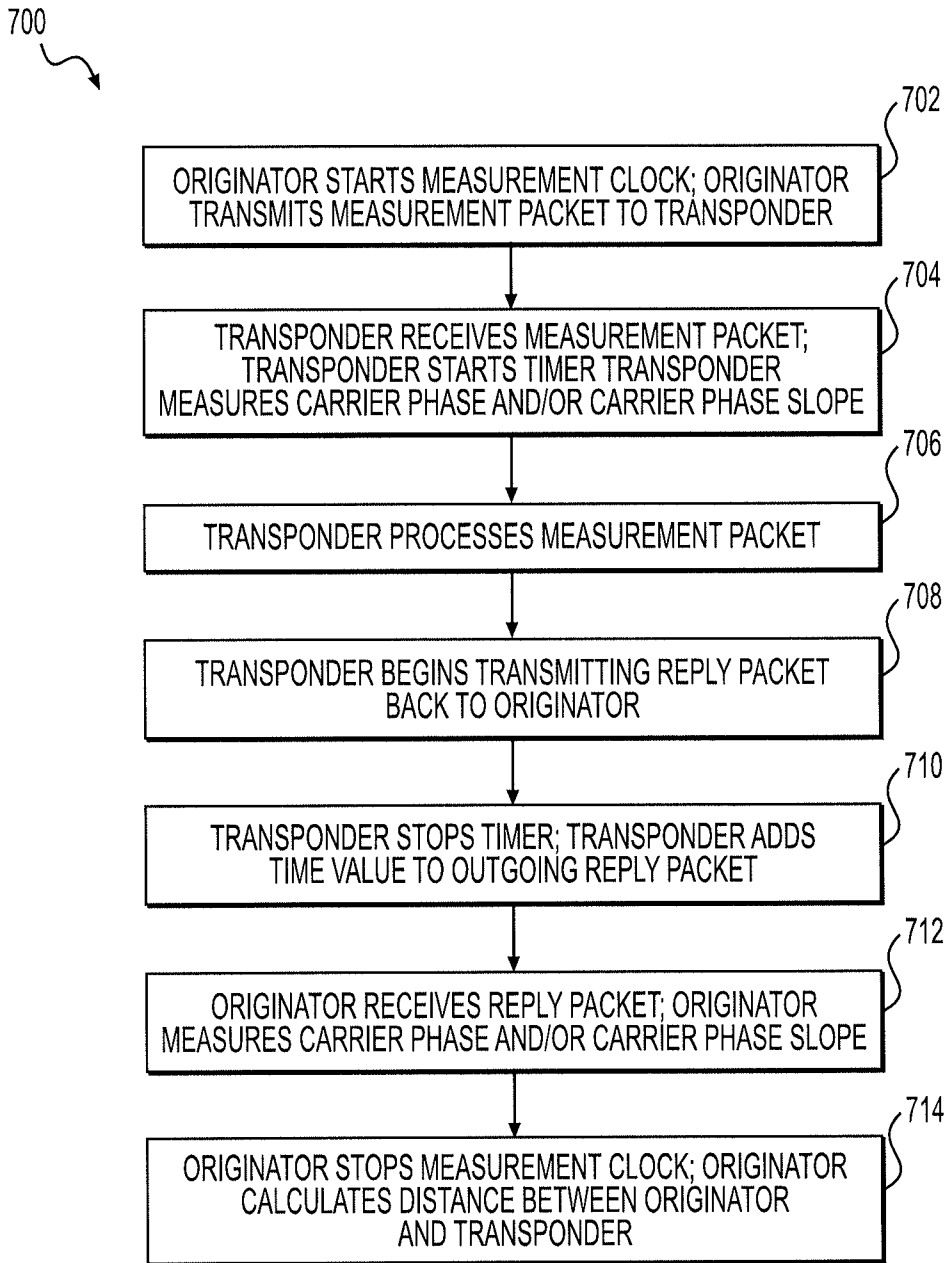 700
702
ORIGINATOR STARTS MEASUREMENT CLOCK; ORIGINATOR
TRANSMITS MEASUREMENT PACKET TO TRANSPONDER
704
TRANSPONDER RECEIVES MEASUREMENT PACKET;
TRANSPONDER STARTS TIMER TRANSPONDER
MEASURES CARRIER PHASE AND/OR CARRIER PHASE SLOPE
706
TRANSPONDER PROCESSES MEASUREMENT PACKET
708
TRANSPONDER BEGINS TRANSMITTING REPLY PACKET
BACK TO ORIGINATOR
710
TRANSPONDER STOPS TIMER; TRANSPONDER ADDS
TIME VALUE TO OUTGOING REPLY PACKET
712
ORIGINATOR RECEIVES REPLY PACKET; ORIGINATOR
MEASURES CARRIER PHASE AND/OR CARRIER PHASE SLOPE
714
ORIGINATOR STOPS MEASUREMENT CLOCK; ORIGINATOR
CALCULATES DISTANCE BETWEEN ORIGINATOR
AND TRANSPONDER